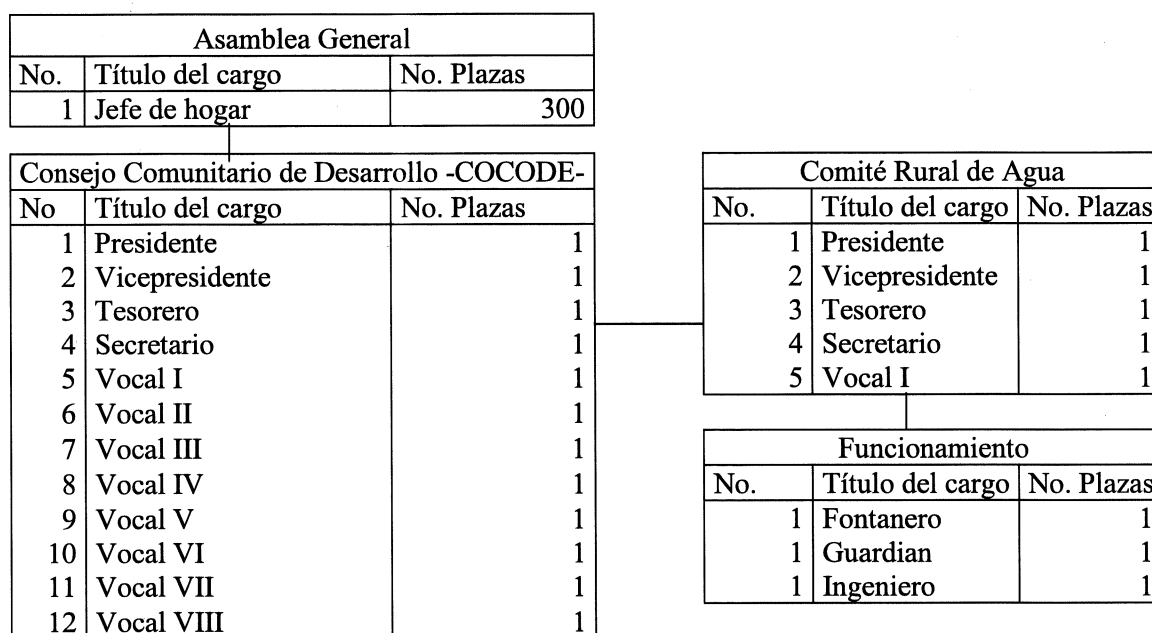 Asamblea General
No. Título del cargo No. Plazas
1 Jefe de hogar 300
Consejo Comunitario de Desarrollo -COCODE-
No Título del cargo No. Plazas
1 Presidente 1
2 Vicepresidente 1
3 Tesorero 1
4 Secretario 1
5 Vocal I 1
6 Vocal II 1
7 Vocal III 1
8 Vocal IV 1
9 Vocal V 1
10 Vocal VI 1
11 Vocal VII 1
12 Vocal VIII 1
Comité Rural de Agua
No. Título del cargo No. Plazas
1 Presidente 1
2 Vicepresidente 1
3 Tesorero 1
4 Secretario 1
5 Vocal I 1
Funcionamiento
No. Título del cargo No. Plazas
1 Fontanero 1
1 Guardian 1
1 Ingeniero 1